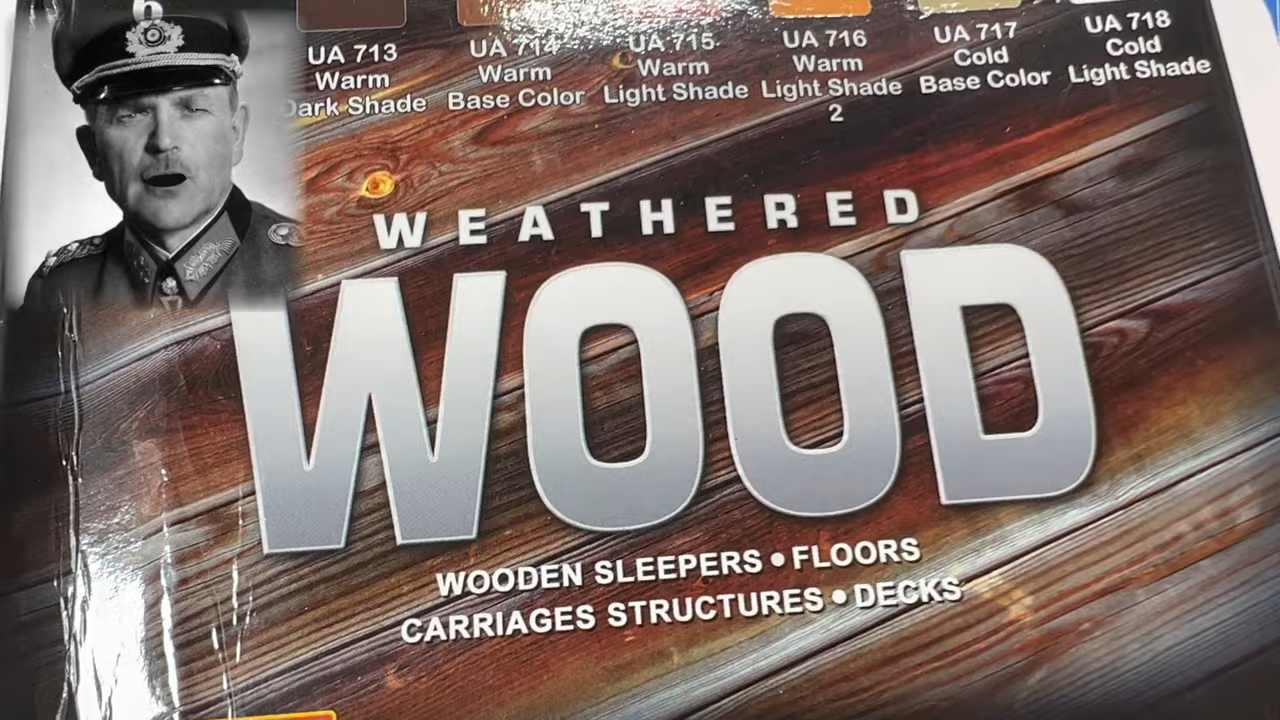 UA 713
Warm
Dark Shade
UA 714
Warm
Base Color
UA 715
Warm
Light Shade
UA 716
Warm
Light Shade
2
UA 717
Cold
Base Color
UA 718
Cold
Light Shade
WEATHERED
WOOD
WOODEN SLEEPERS • FLOORS
CARRIAGES STRUCTURES • DECKS